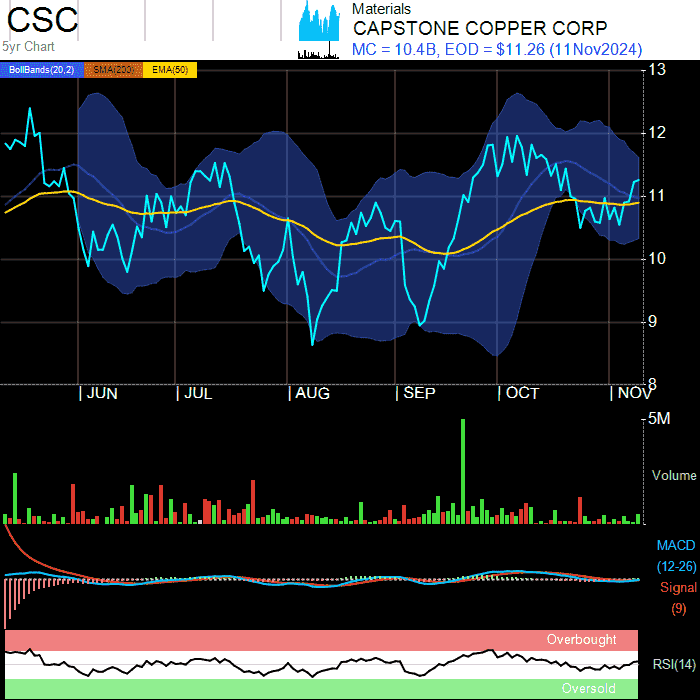 CSC
5yr Chart
Materials
CAPSTONE COPPER CORP
MC = 10.4B, EOD = $11.26 (11Nov2024)
BollBands(20,2) SMA(200) EMA(50)
13
12
11
10
9
8
JUN JUL AUG SEP OCT NOV
5M
Volume
MACD
(12-26)
Signal
(9)
Overbought
RSI(14)
Oversold